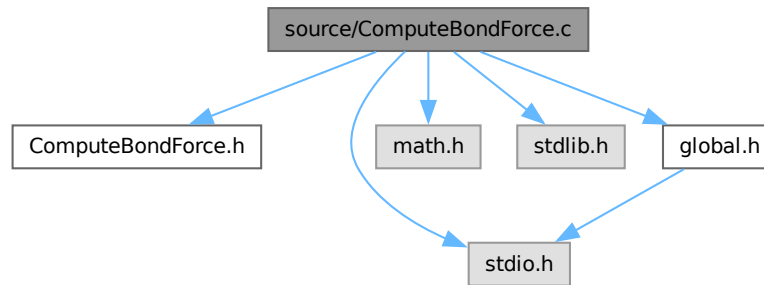 source/ComputeBondForce.c
ComputeBondForce.h
math.h
stdlib.h
global.h
stdio.h